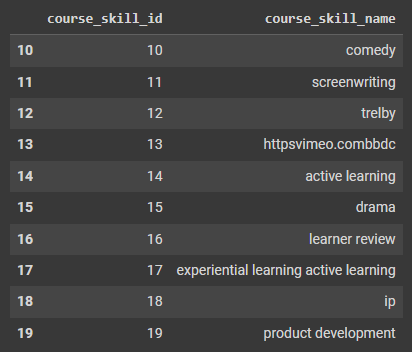 course_skill_id course_skill_name
10 10 comedy
11 11 screenwriting
12 12 trelby
13 13 httpsvimeo.combbdc
14 14 active learning
15 15 drama
16 16 learner review
17 17 experiential learning active learning
18 18 ip
19 19 product development